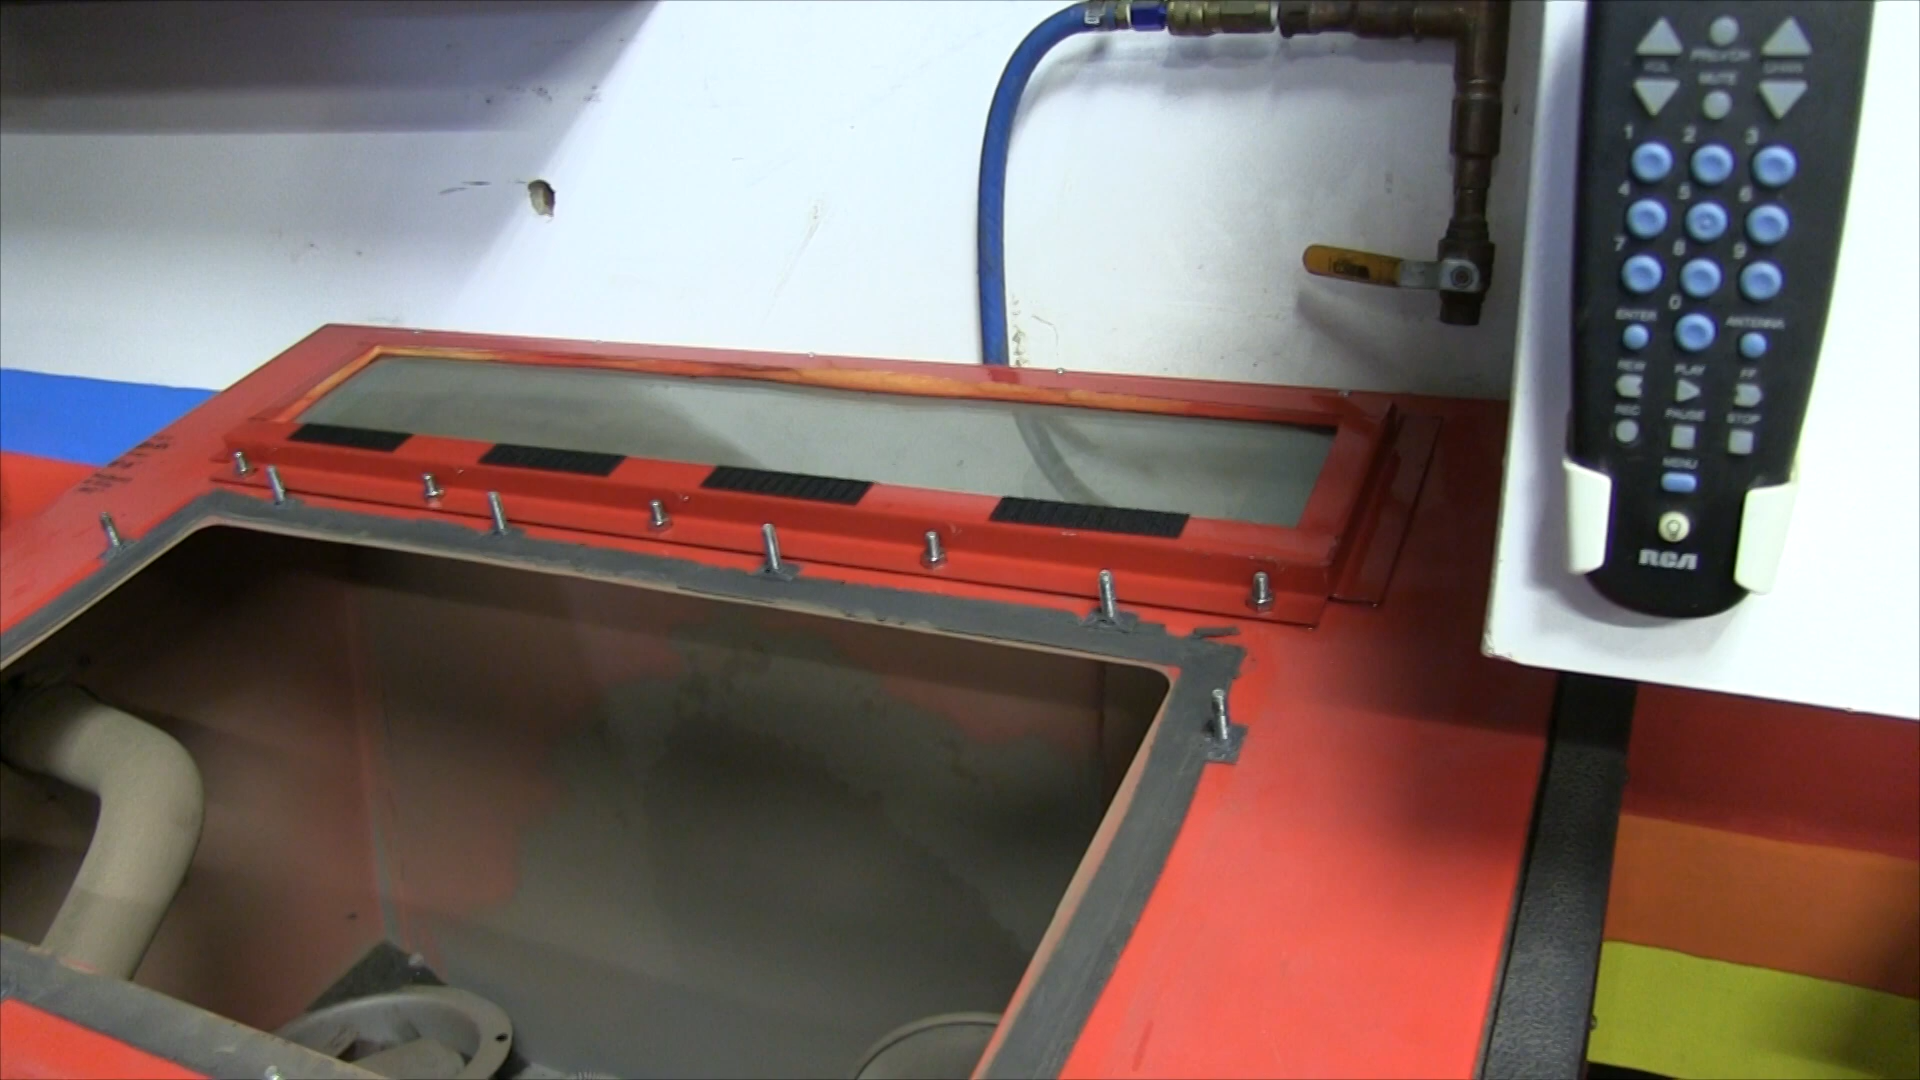 VOL PREV CH CHAN
MUTE
1 2 3
4 5 6
7 8 9
0
ENTER ANTENNA
REW PLAY FF
REC PAUSE STOP
MENU
RCA